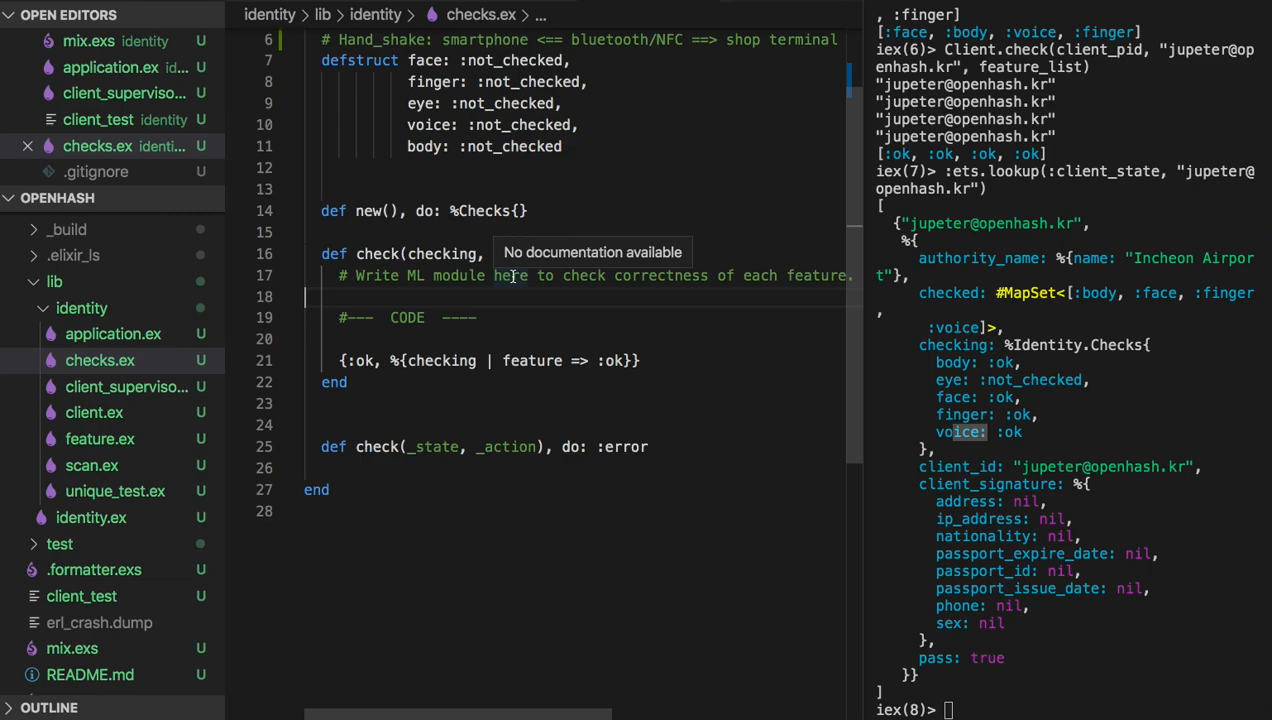 OPEN EDITORS
mix.exs identity U
application.ex id... U
client_superviso... U
client_test identity U
checks.ex identi... U
.gitignore U
OPENHASH
_build
.elixir_ls
lib
identity
application.ex U
checks.ex U
client_superviso... U
client.ex U
feature.ex U
scan.ex U
unique_test.ex U
identity.ex U
test
.formatter.exs U
client_test U
erl_crash.dump
mix.exs U
README.md U
OUTLINE
identity > lib > identity > checks.ex > ...
6 # Hand_shake: smartphone <== bluetooth/NFC ==> shop terminal
7 defstruct face: :not_checked,
8 finger: :not_checked,
9 eye: :not_checked,
10 voice: :not_checked,
11 body: :not_checked
12
13
14 def new(), do: %Checks{}
15
16 def check(checking,
No documentation available
17 # Write ML module here to check correctness of each feature.
18
19 #--- CODE ----
20
21 {:ok, %{checking | feature => :ok}}
22 end
23
24
25 def check(_state, _action), do: :error
26
27 end
28
, :finger]
[:face, :body, :voice, :finger]
iex(6)> Client.check(client_pid, "jupeter@op
enhash.kr", feature_list)
"jupeter@openhash.kr"
"jupeter@openhash.kr"
"jupeter@openhash.kr"
"jupeter@openhash.kr"
[:ok, :ok, :ok, :ok]
iex(7)> :ets.lookup(:client_state, "jupeter@
openhash.kr")
[
{"jupeter@openhash.kr",
%{
authority_name: %{name: "Incheon Airpor
t"},
checked: #MapSet<[:body, :face, :finger
,
:voice]>,
checking: %Identity.Checks{
body: :ok,
eye: :not_checked,
face: :ok,
finger: :ok,
voice: :ok
},
client_id: "jupeter@openhash.kr",
client_signature: %{
address: nil,
ip_address: nil,
nationality: nil,
passport_expire_date: nil,
passport_id: nil,
passport_issue_date: nil,
phone: nil,
sex: nil
},
pass: true
}}
]
iex(8)>